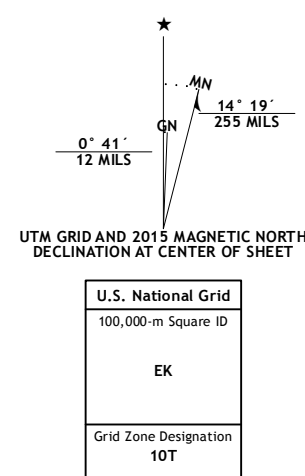 ★
MN
GN
14° 19´
255 MILS
0° 41´
12 MILS
UTM GRID AND 2015 MAGNETIC NORTH
DECLINATION AT CENTER OF SHEET
U.S. National Grid
100,000-m Square ID
EK
Grid Zone Designation
10T